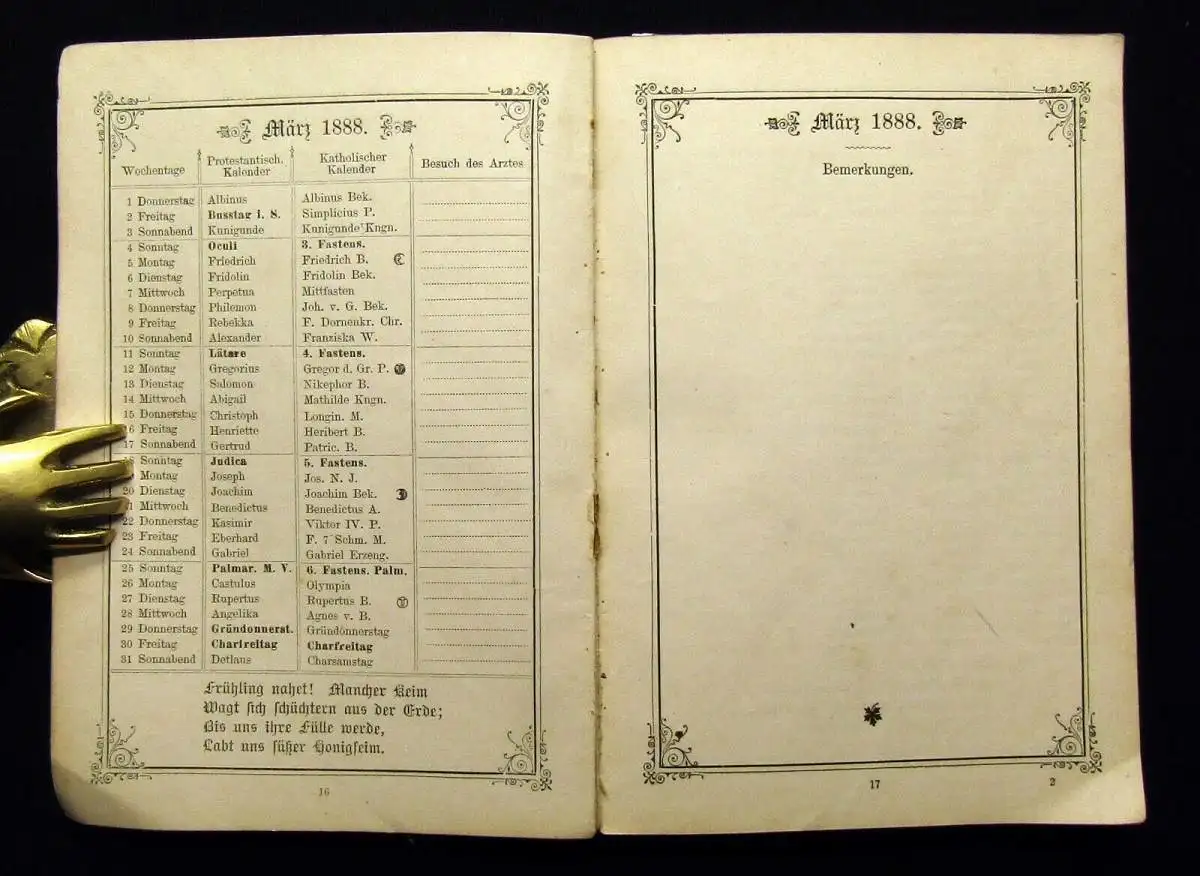 März 1888.
Wochentage Protestantisch. Kalender Katholischer Kalender Besuch des Arztes
1 Donnerstag Albinus Albinus Bek.
2 Freitag Busstag i. S. Simplicius P.
3 Sonnabend Kunigunde Kunigunde Kngn.
4 Sonntag Oculi 3. Fastens.
5 Montag Friedrich Friedrich B.
6 Dienstag Fridolin Fridolin Bek.
7 Mittwoch Perpetua Mittfasten
8 Donnerstag Philemon Joh. v. G. Bek.
9 Freitag Rebekka F. Dornenkr. Chr.
10 Sonnabend Alexander Franziska W.
11 Sonntag Lätare 4. Fastens.
12 Montag Gregorius Gregor d. Gr. P.
13 Dienstag Salomon Nikephor B.
14 Mittwoch Abigail Mathilde Kngn.
15 Donnerstag Christoph Longin. M.
16 Freitag Henriette Heribert B.
17 Sonnabend Gertrud Patric. B.
18 Sonntag Judica 5. Fastens.
Montag Joseph Jos. N. J.
20 Dienstag Joachim Joachim Bek.
21 Mittwoch Benedictus Benedictus A.
22 Donnerstag Kasimir Viktor IV. P.
23 Freitag Eberhard F. 7 Schm. M.
24 Sonnabend Gabriel Gabriel Erzeng.
25 Sonntag Palmar. M. V. 6. Fastens. Palm.
26 Montag Castulus Olympia
27 Dienstag Rupertus Rupertus B.
28 Mittwoch Angelika Agnes v. B.
29 Donnerstag Gründonnerst. Gründonnerstag
30 Freitag Charfreitag Charfreitag
31 Sonnabend Detlaus Charsamstag
Frühling nahet! Mancher Keim
Wagt sich schüchtern aus der Erde;
Bis uns ihre Fülle werde,
Labt uns süßer Honigseim.
16
März 1888.
Bemerkungen.
17 2